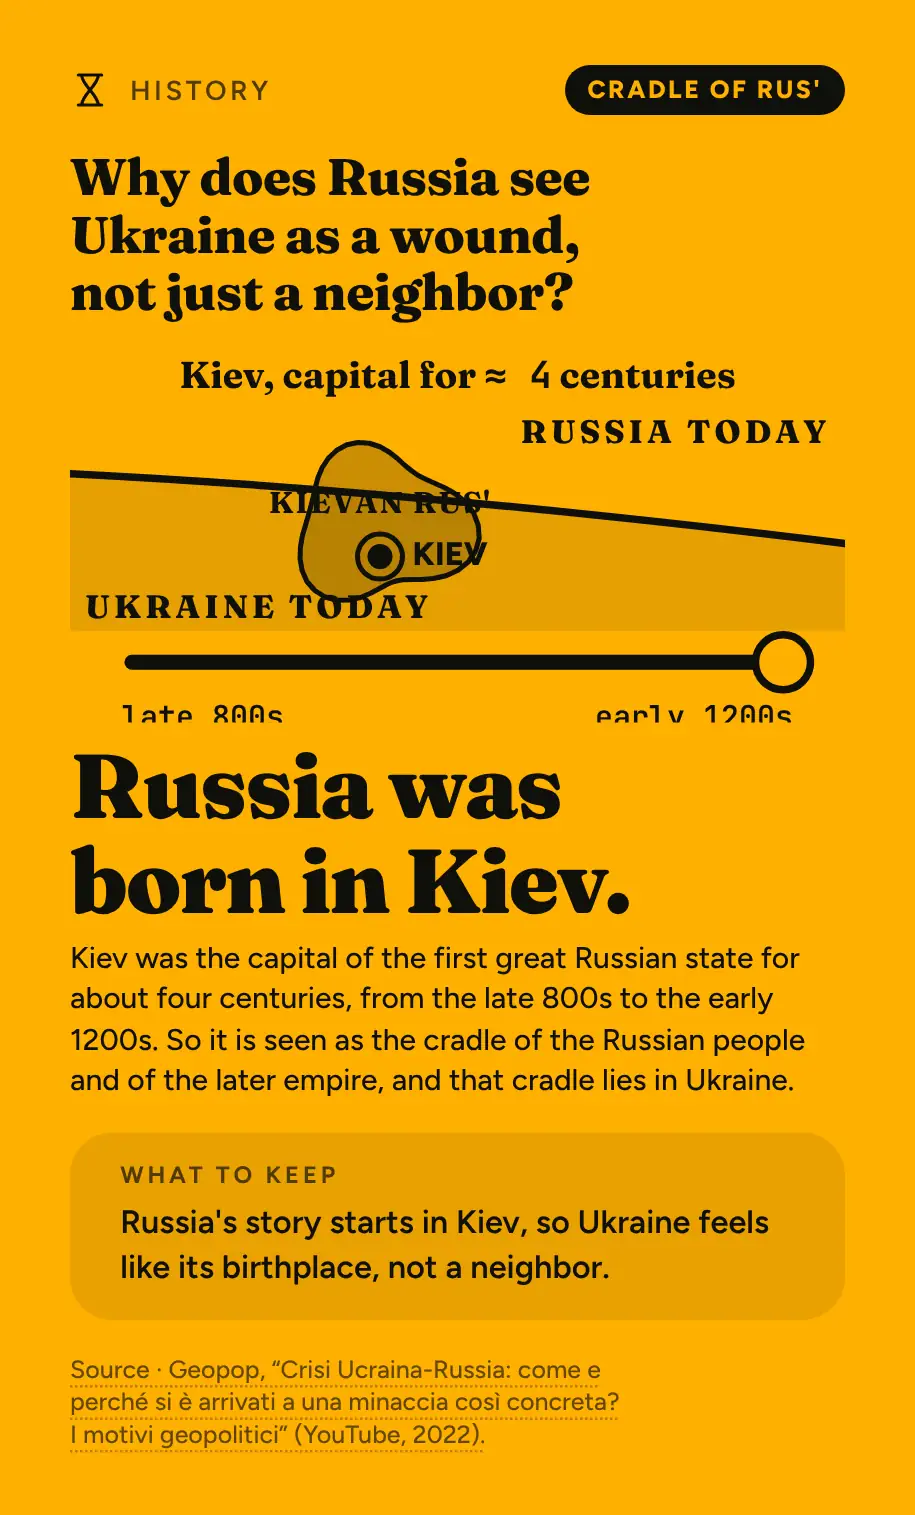 HISTORY
CRADLE OF RUS'
Why does Russia see
Ukraine as a wound,
not just a neighbor?
Kiev, capital for ≈ 4 centuries
RUSSIA TODAY
KIEVAN RUS'
KIEV
UKRAINE TODAY
late 800s
early 1200s
Russia was
born in Kiev.
Kiev was the capital of the first great Russian state for
about four centuries, from the late 800s to the early
1200s. So it is seen as the cradle of the Russian people
and of the later empire, and that cradle lies in Ukraine.
WHAT TO KEEP
Russia's story starts in Kiev, so Ukraine feels
like its birthplace, not a neighbor.
Source · Geopop, “Crisi Ucraina-Russia: come e
perché si è arrivati a una minaccia così concreta?
I motivi geopolitici” (YouTube, 2022).